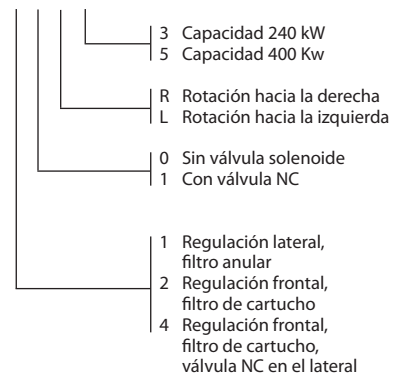 3 Capacidad 240 kW
5 Capacidad 400 Kw
R Rotación hacia la derecha
L Rotación hacia la izquierda
0 Sin válvula solenoide
1 Con válvula NC
1 Regulación lateral,
filtro anular
2 Regulación frontal,
filtro de cartucho
4 Regulación frontal,
filtro de cartucho,
válvula NC en el lateral